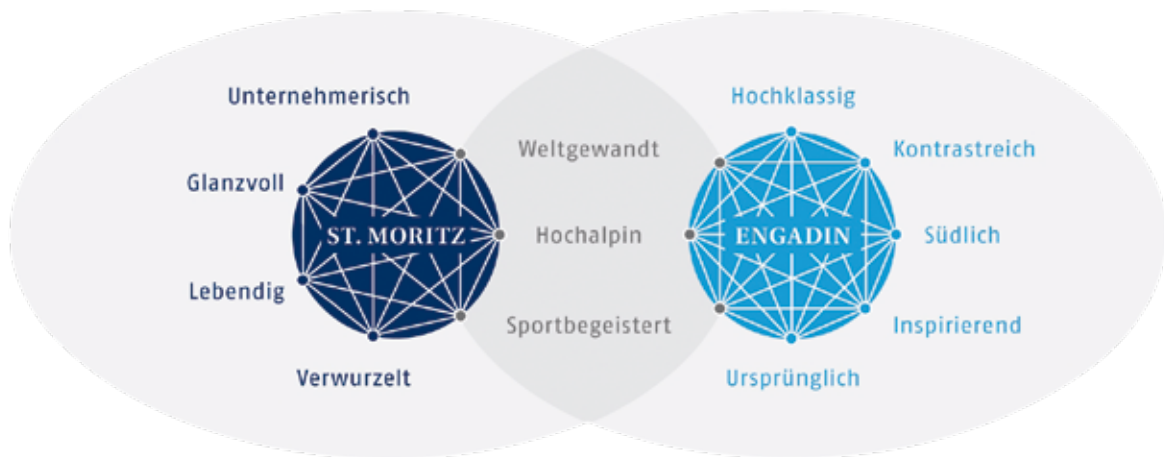 Unternehmerisch
Glanzvoll
ST. MORITZ
Lebendig
Verwurzelt
Weltgewandt
Hochalpin
Sportbegeistert
Hochklassig
Kontrastreich
ENGADIN
Südlich
Inspirierend
Ursprünglich